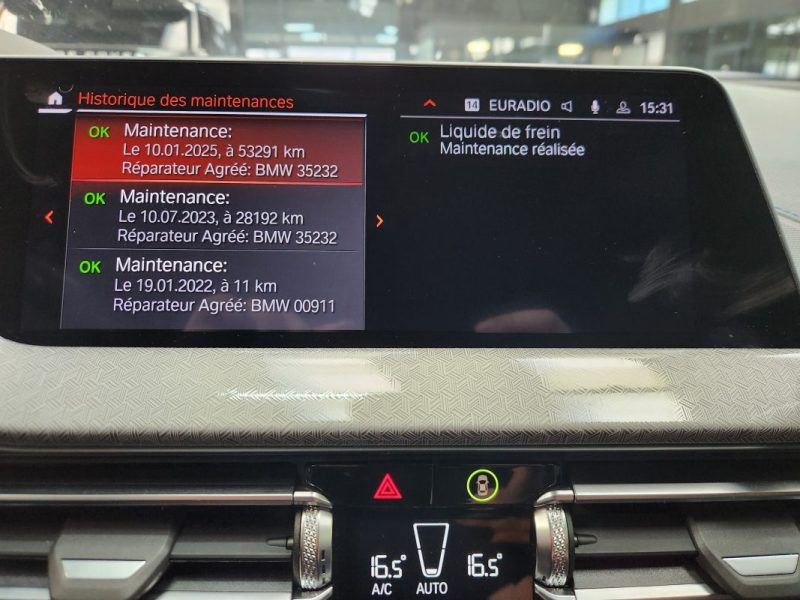 Historique des maintenances
14 EURADIO 15:31
OK Maintenance:
Le 10.01.2025, à 53291 km
Réparateur Agréé: BMW 35232
OK Maintenance:
Le 10.07.2023, à 28192 km
Réparateur Agréé: BMW 35232
OK Maintenance:
Le 19.01.2022, à 11 km
Réparateur Agréé: BMW 00911
OK Liquide de frein
Maintenance réalisée
16.5° 16.5°
A/C AUTO